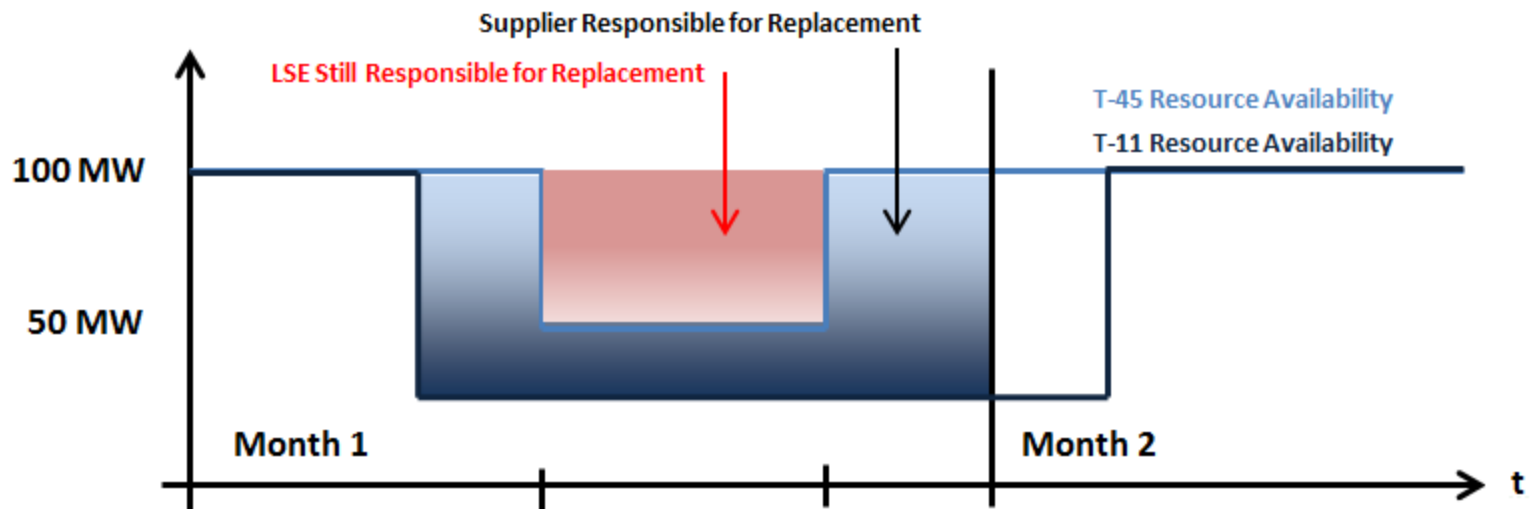 Supplier Responsible for Replacement
LSE Still Responsible for Replacement
T-45 Resource Availability
T-11 Resource Availability
100 MW
50 MW
Month 1
Month 2
t